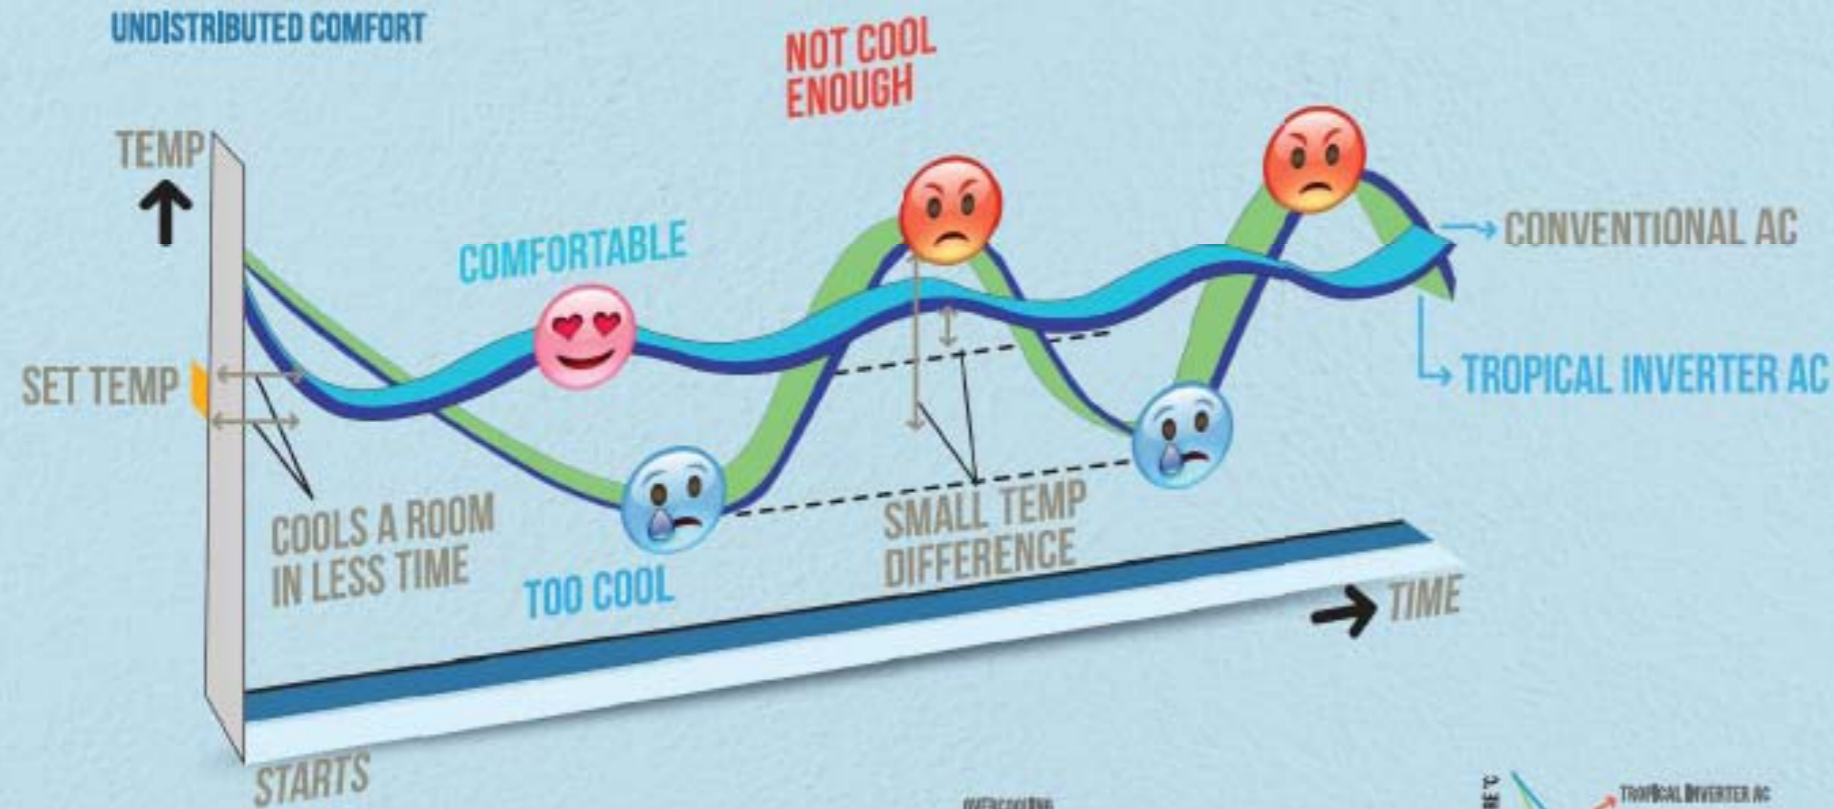 UNDISTRIBUTED COMFORT
NOT COOL
ENOUGH
TEMP
COMFORTABLE
CONVENTIONAL AC
SET TEMP
TROPICAL INVERTER AC
COOLS A ROOM
IN LESS TIME
SMALL TEMP
DIFFERENCE
TOO COOL
TIME
STARTS
TROPICAL INVERTER AC